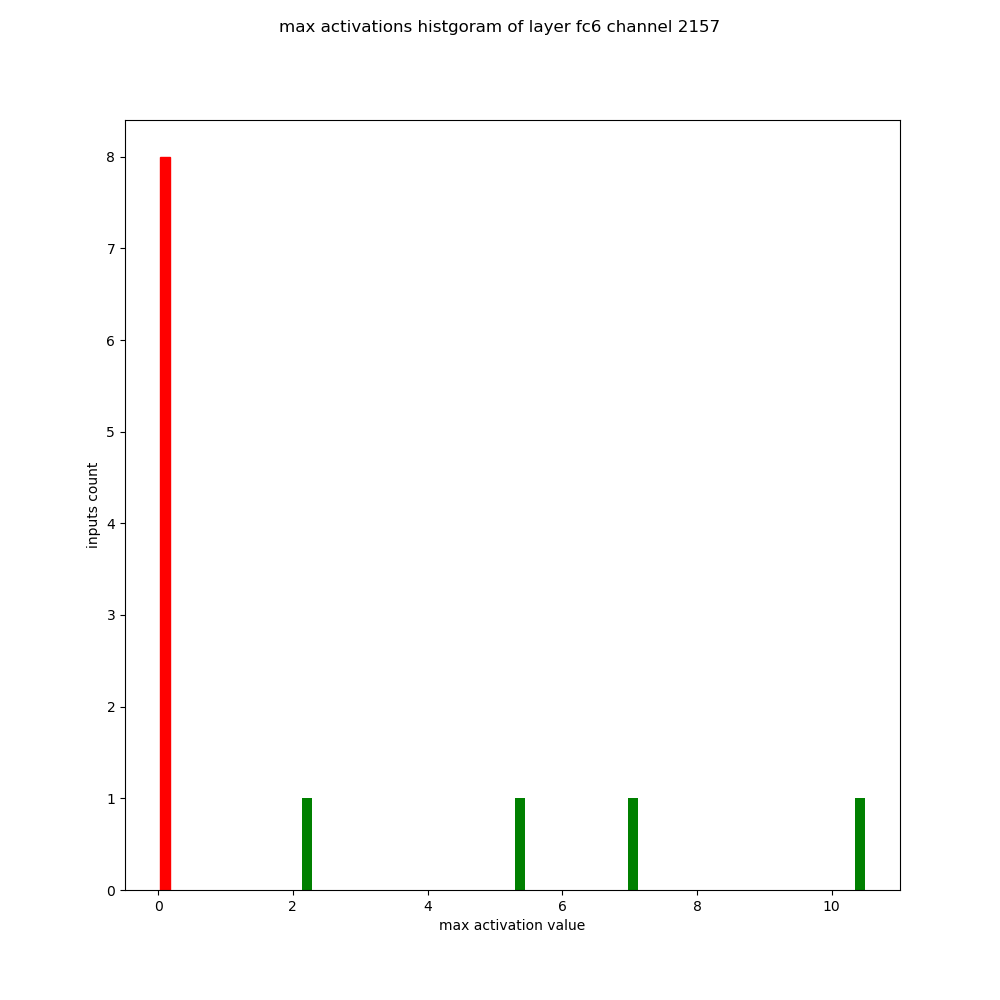 max activations histgoram of layer fc6 channel 2157
8
7
6
5
4
3
2
1
0
inputs count
0 2 4 6 8 10
max activation value